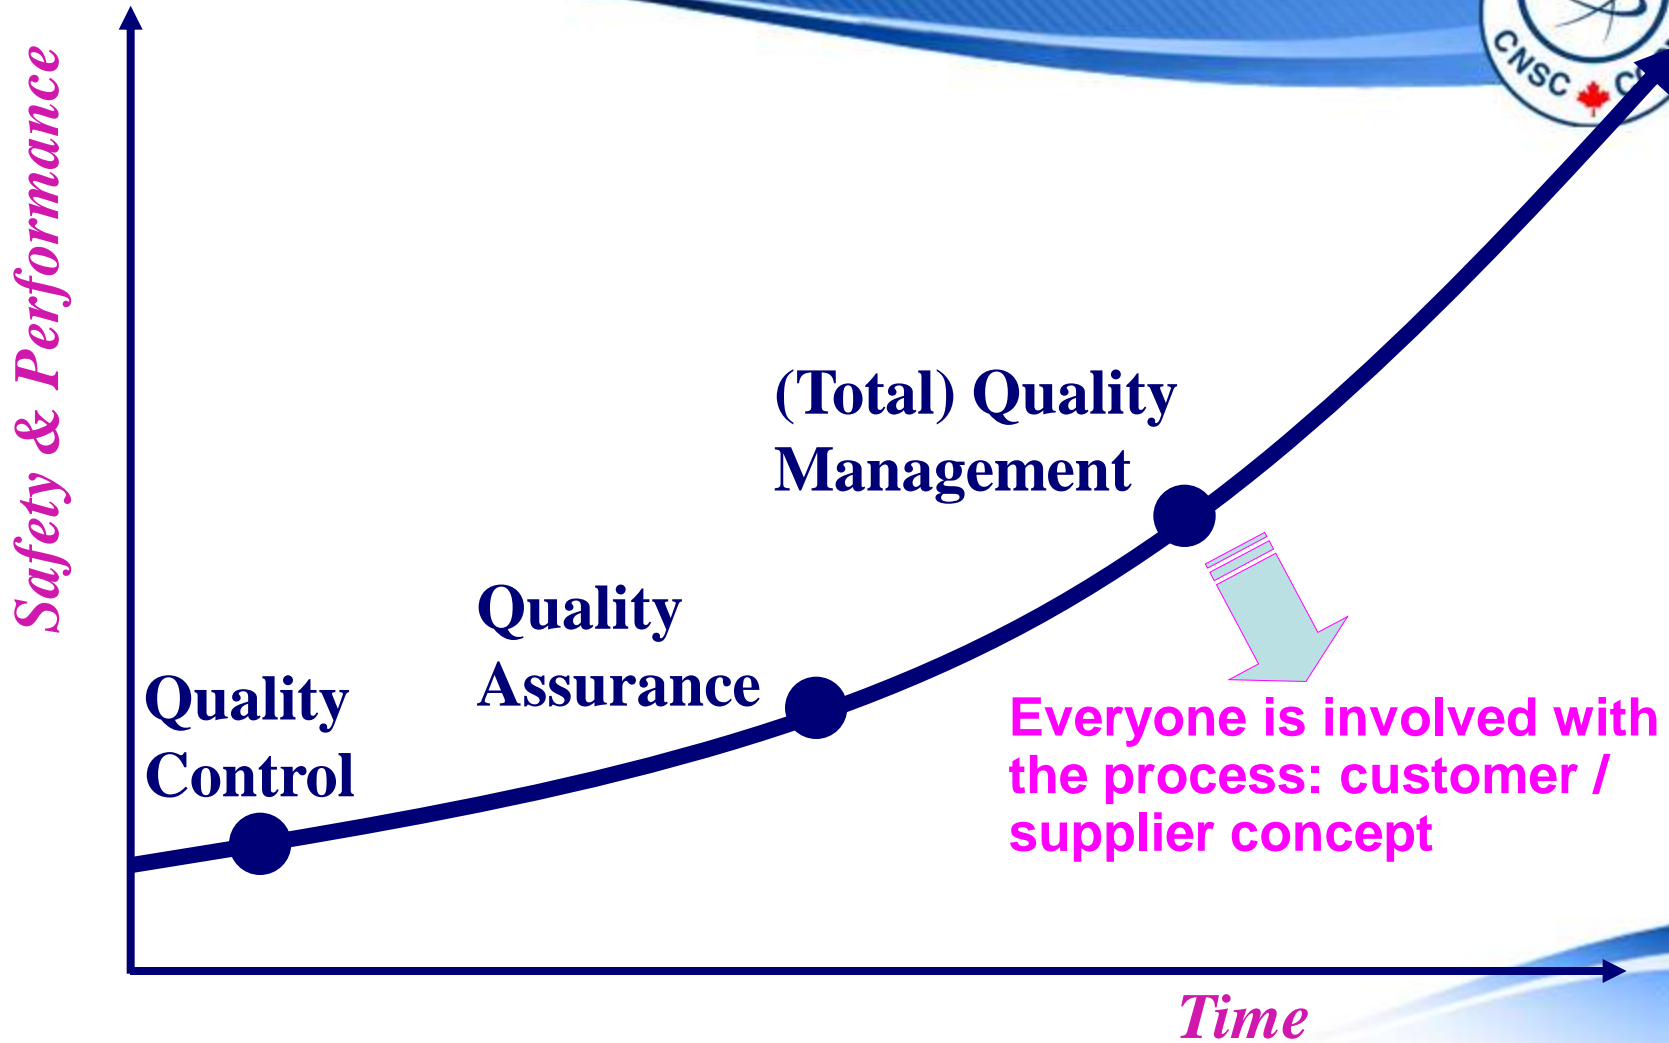 CNSC
Safety & Performance
(Total) Quality
Management
Quality
Assurance
Quality
Control
Everyone is involved with
the process: customer /
supplier concept
Time